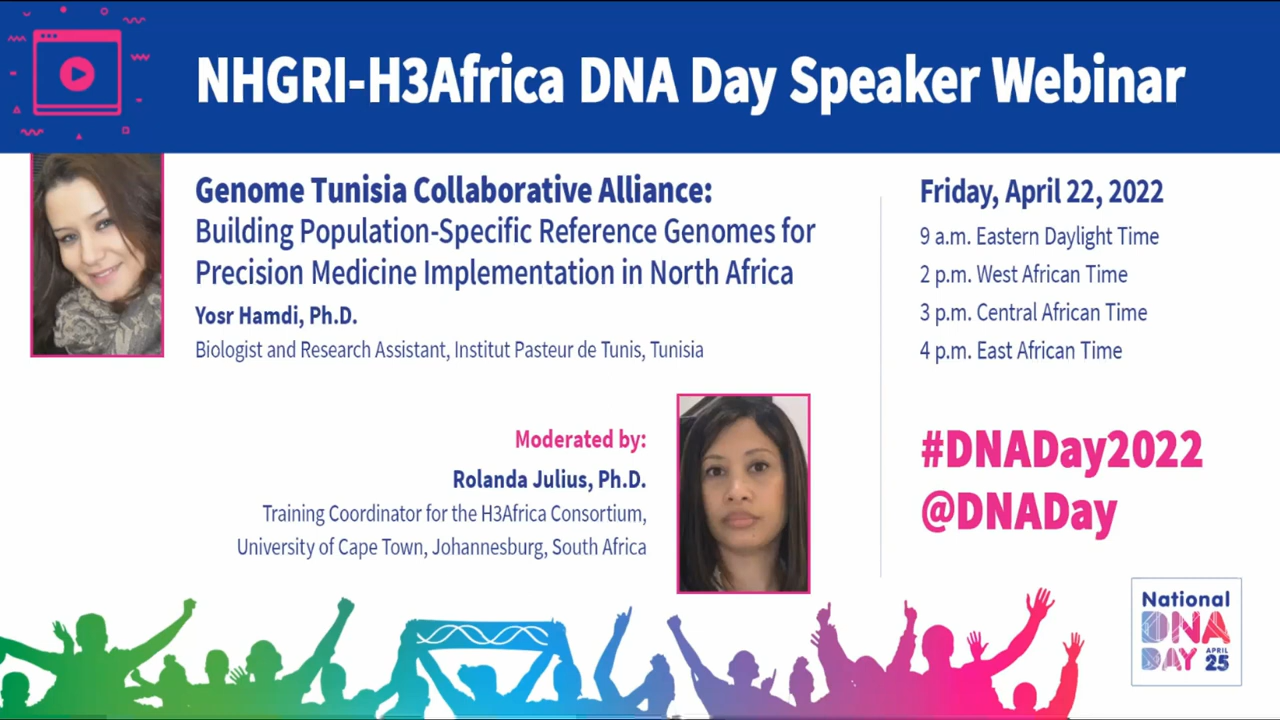 NHGRI-H3Africa DNA Day Speaker Webinar
Genome Tunisia Collaborative Alliance:
Building Population-Specific Reference Genomes for
Precision Medicine Implementation in North Africa
Yosr Hamdi, Ph.D.
Biologist and Research Assistant, Institut Pasteur de Tunis, Tunisia
Moderated by:
Rolanda Julius, Ph.D.
Training Coordinator for the H3Africa Consortium,
University of Cape Town, Johannesburg, South Africa
Friday, April 22, 2022
9 a.m. Eastern Daylight Time
2 p.m. West African Time
3 p.m. Central African Time
4 p.m. East African Time
#DNADay2022
@DNADay
National
DNA
DAY
APRIL
25